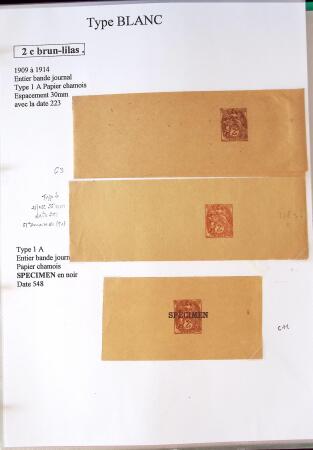 Type BLANC
2 c brun-lilas .
1909 à 1914
Entier bande journal
Type 1 A Papier chamois
Espacement 30mm
avec la date 223
Type 1 A
Entier bande journ
Papier chamois
SPECIMEN en noir
Date 548
SPECIMEN